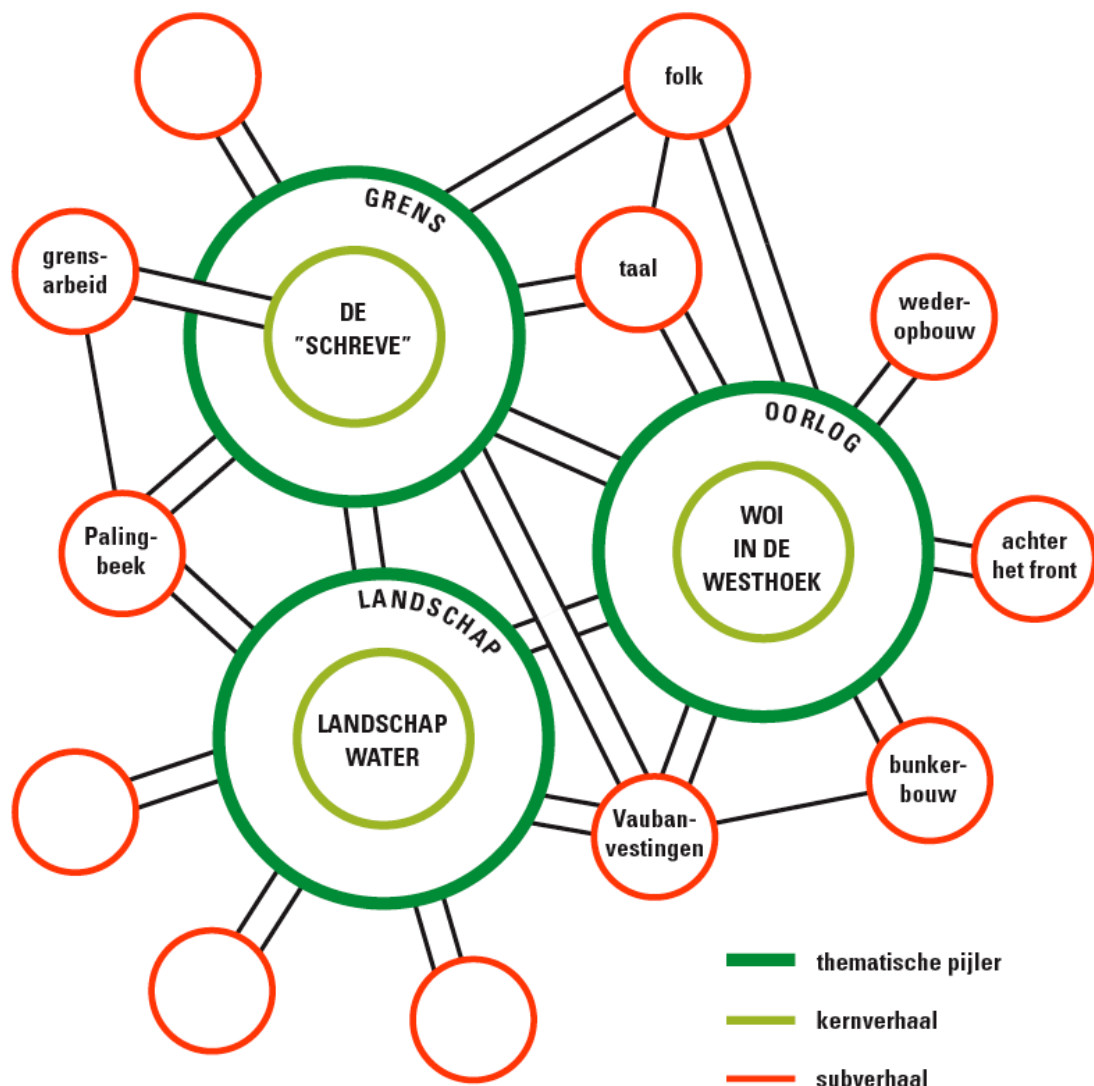 folk
GRENS
grens-
arbeid
taal
DE
"SCHREVE"
weder-
opbouw
OORLOG
WOI
IN DE
WESTHOEK
achter
het front
Paling-
beek
LANDSCHAP
LANDSCHAP
WATER
bunker-
bouw
Vauban-
vestingen
thematische pijler
kernverhaal
subverhaal